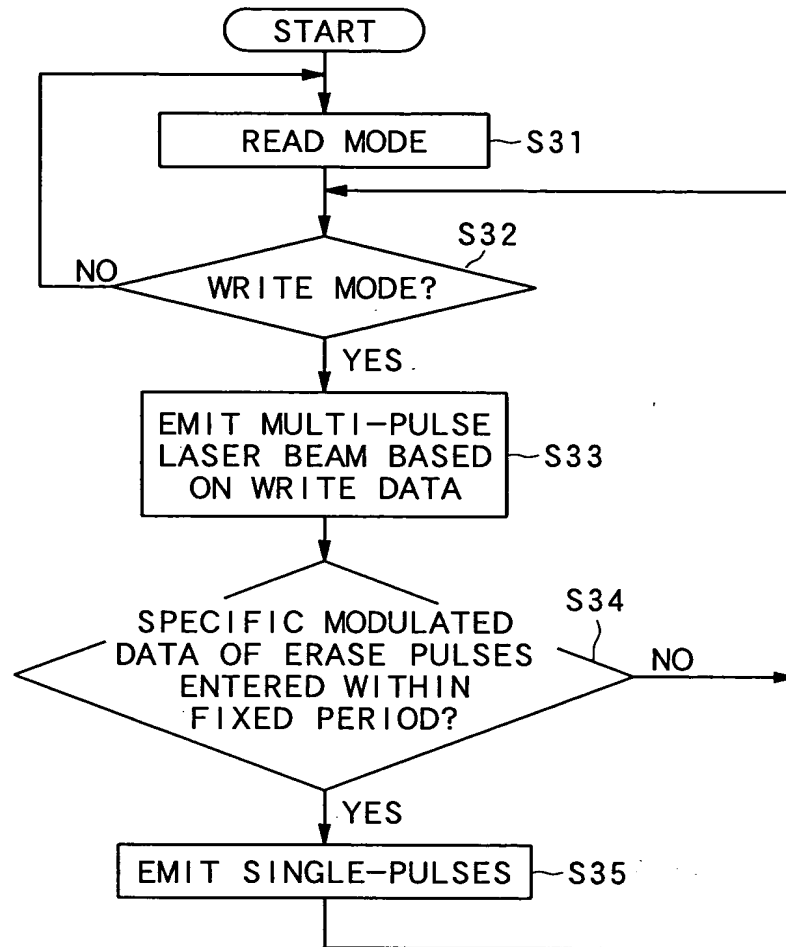 START
READ MODE
S31
S32
NO
WRITE MODE?
YES
EMIT MULTI-PULSE
LASER BEAM BASED
ON WRITE DATA
S33
S34
SPECIFIC MODULATED
DATA OF ERASE PULSES
ENTERED WITHIN
FIXED PERIOD?
NO
YES
EMIT SINGLE-PULSES
S35